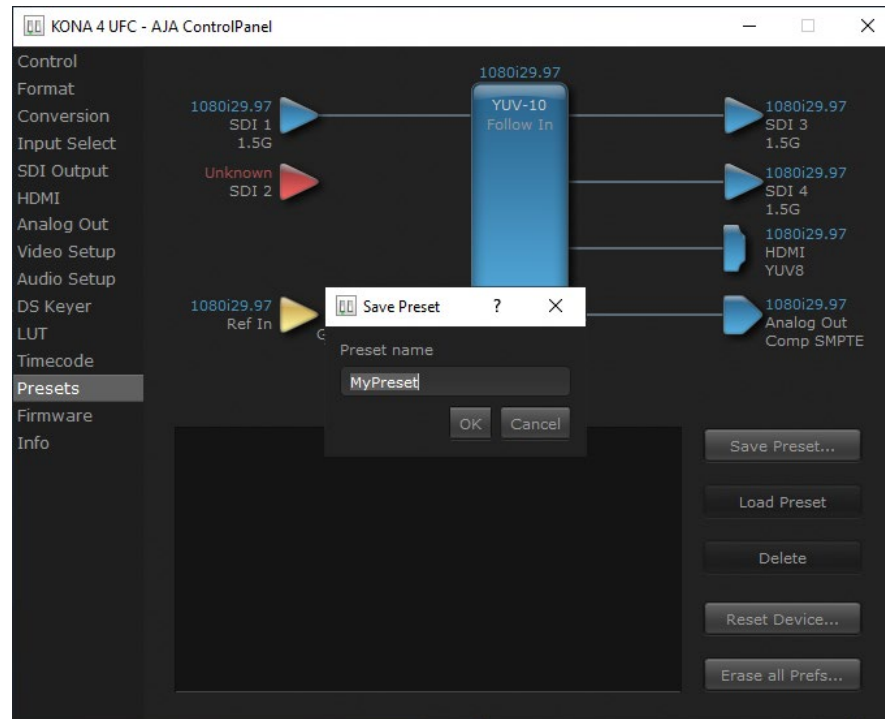 KONA 4 UFC - AJA ControlPanel
Control
Format
Conversion
Input Select
SDI Output
HDMI
Analog Out
Video Setup
Audio Setup
DS Keyer
LUT
Timecode
Presets
Firmware
Info
1080i29.97
SDI 1
1.5G
Unknown
SDI 2
1080i29.97
Ref In
1080i29.97
YUV-10
Follow In
1080i29.97
SDI 3
1.5G
1080i29.97
SDI 4
1.5G
1080i29.97
HDMI
YUV8
1080i29.97
Analog Out
Comp SMPTE
Save Preset ?
Preset name
MyPreset
OK Cancel
Save Preset...
Load Preset
Delete
Reset Device...
Erase all Prefs...